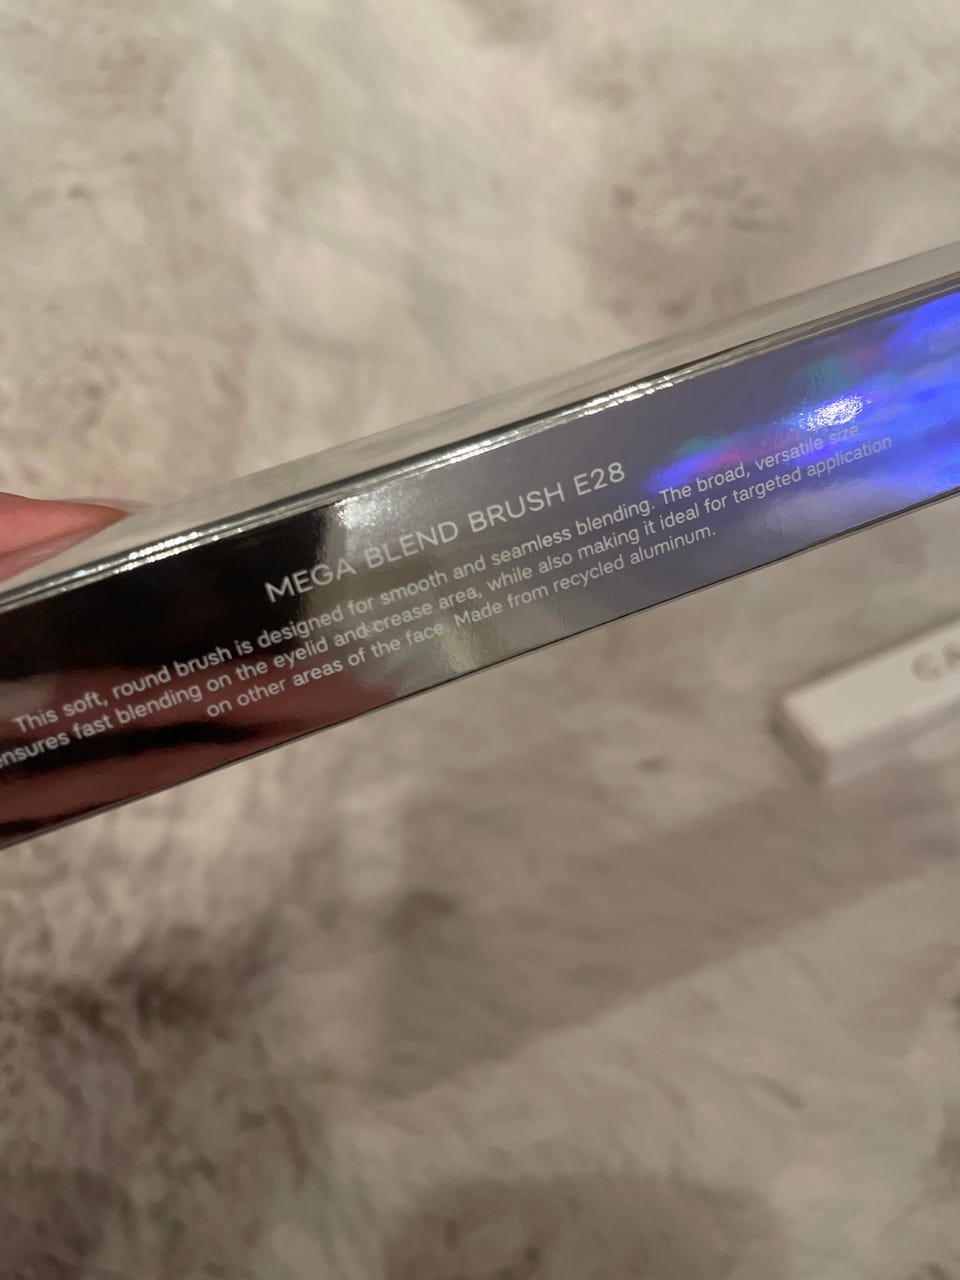 MEGA BLEND BRUSH E28
This soft, round brush is designed for smooth and seamless blending. The broad, versatile size
ensures fast blending on the eyelid and crease area, while also making it ideal for targeted application
on other areas of the face. Made from recycled aluminum.